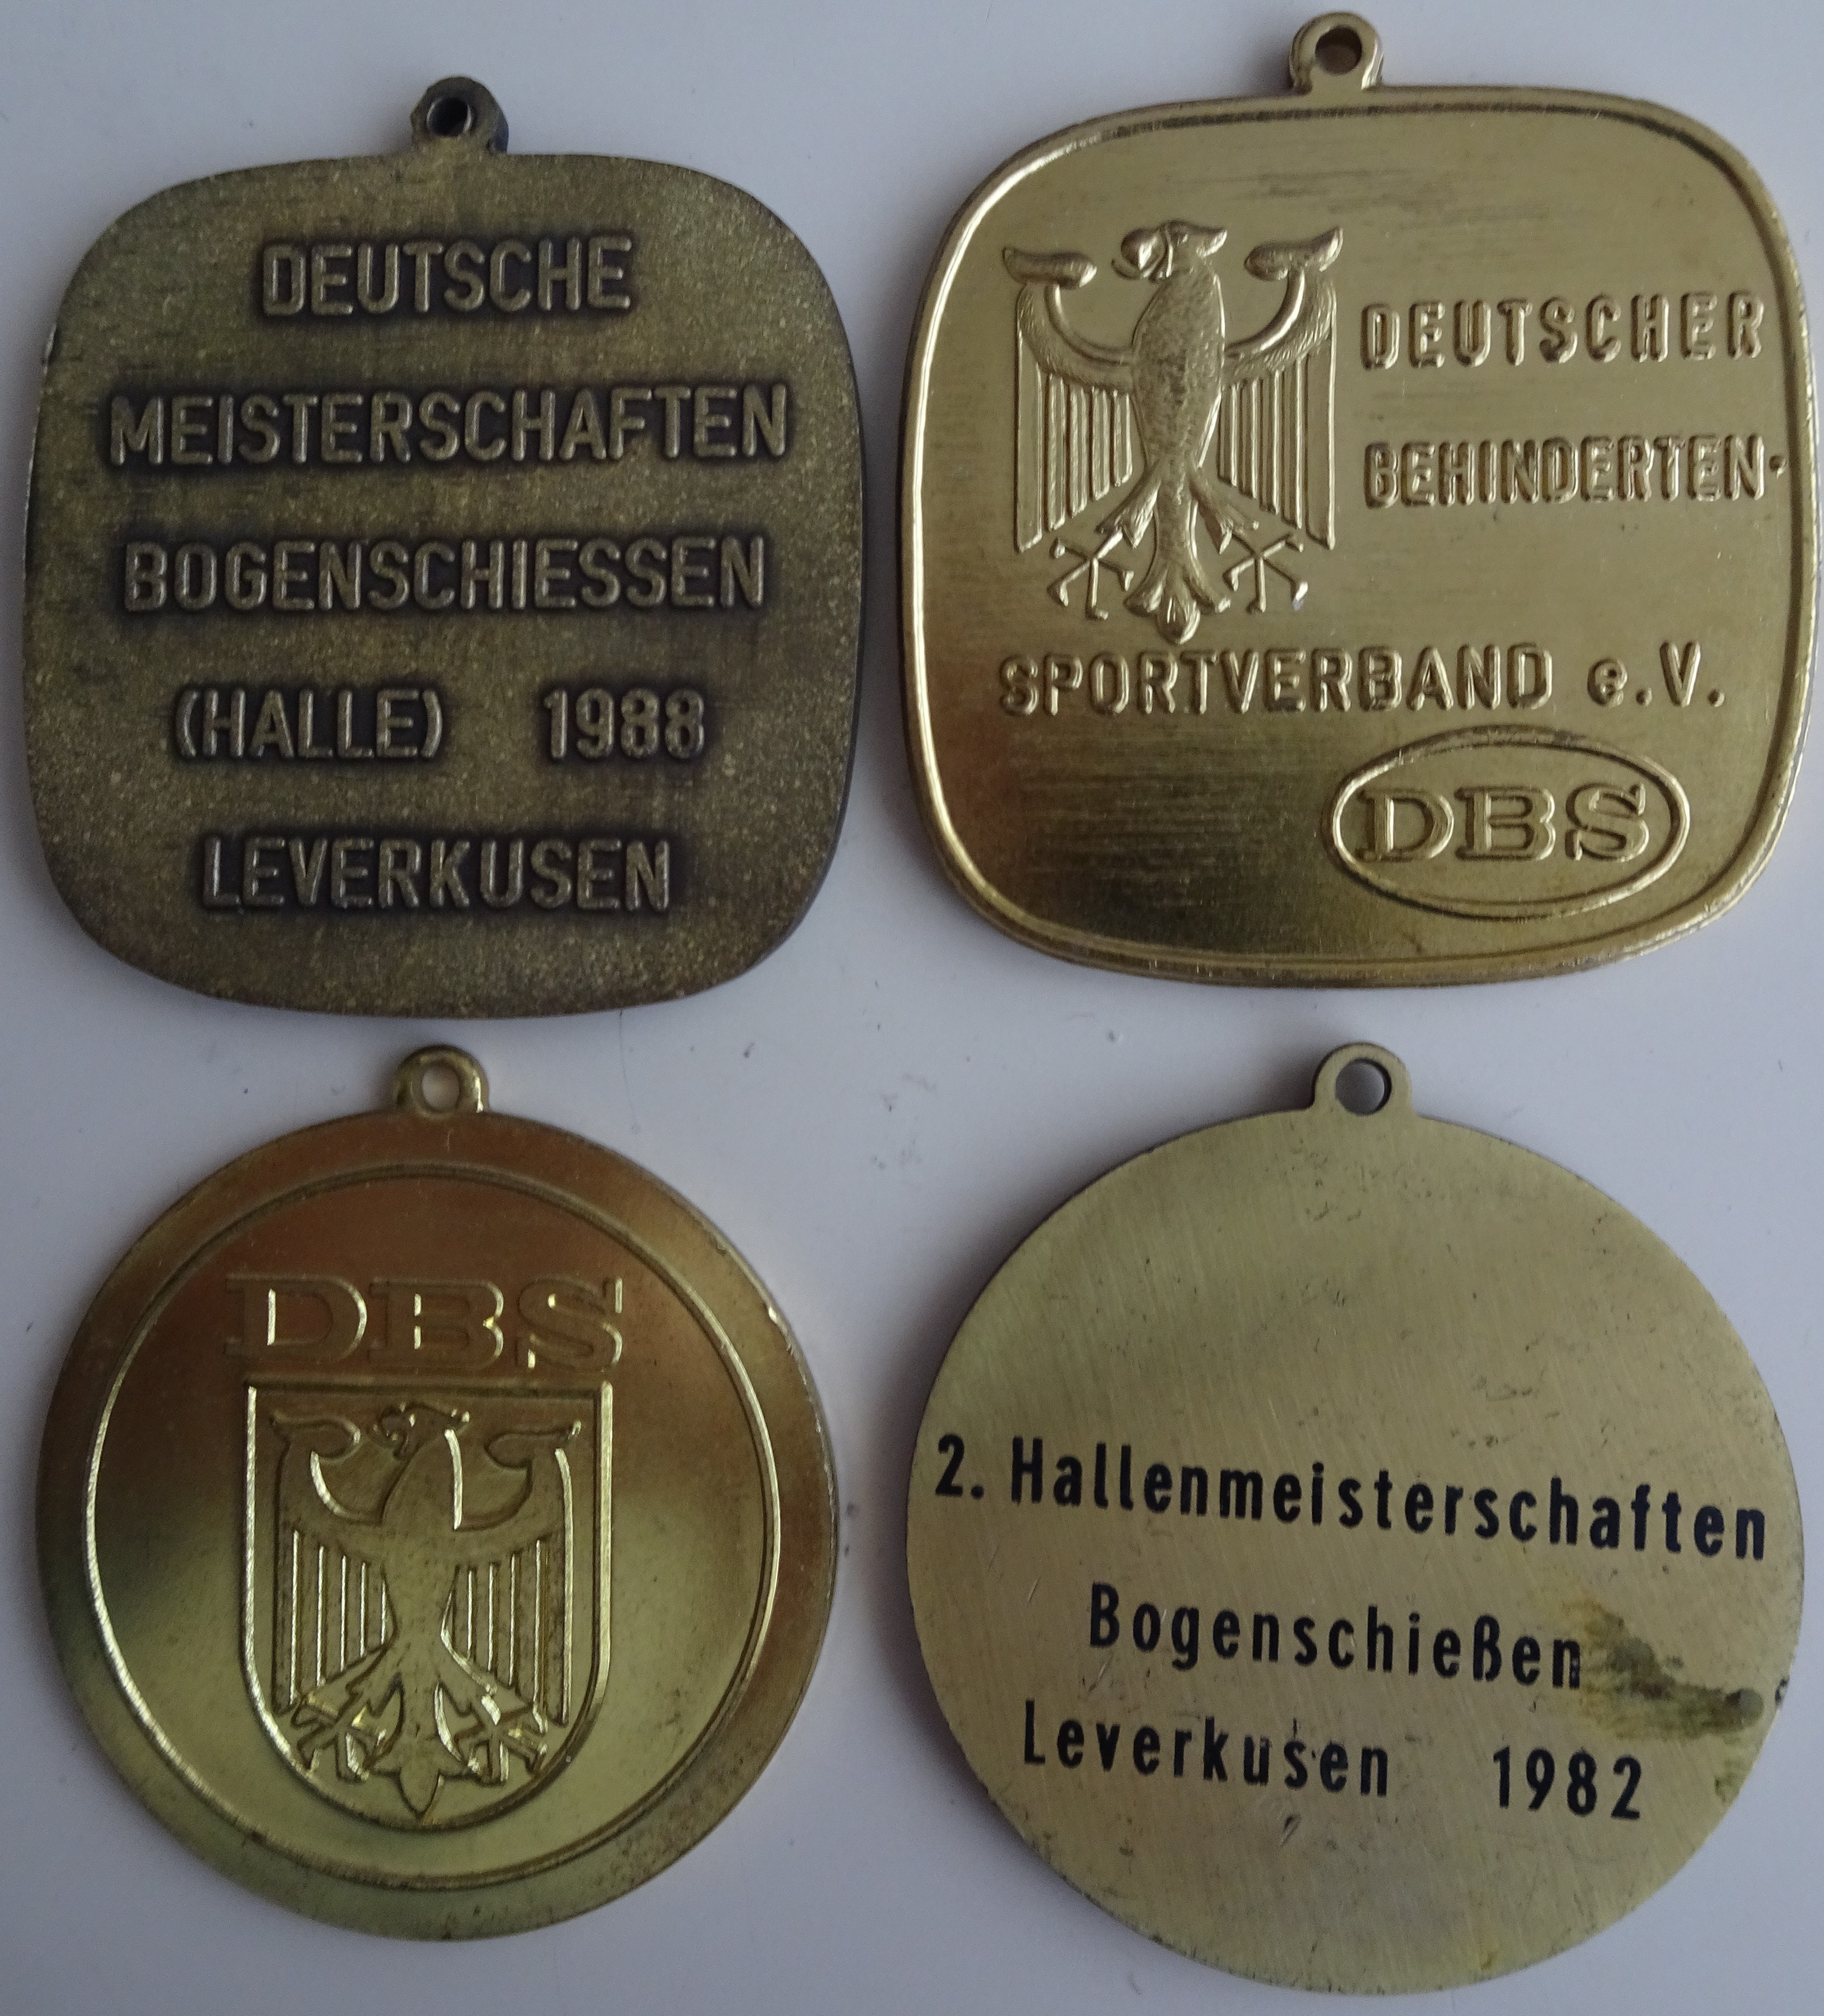 DEUTSCHE
MEISTERSCHAFTEN
BOGENSCHIESSEN
(HALLE) 1988
LEVERKUSEN
DEUTSCHER
BEHINDERTEN-
SPORTVERBAND e.V.
DBS
DBS
2. Hallenmeisterschaften
Bogenschießen
Leverkusen 1982